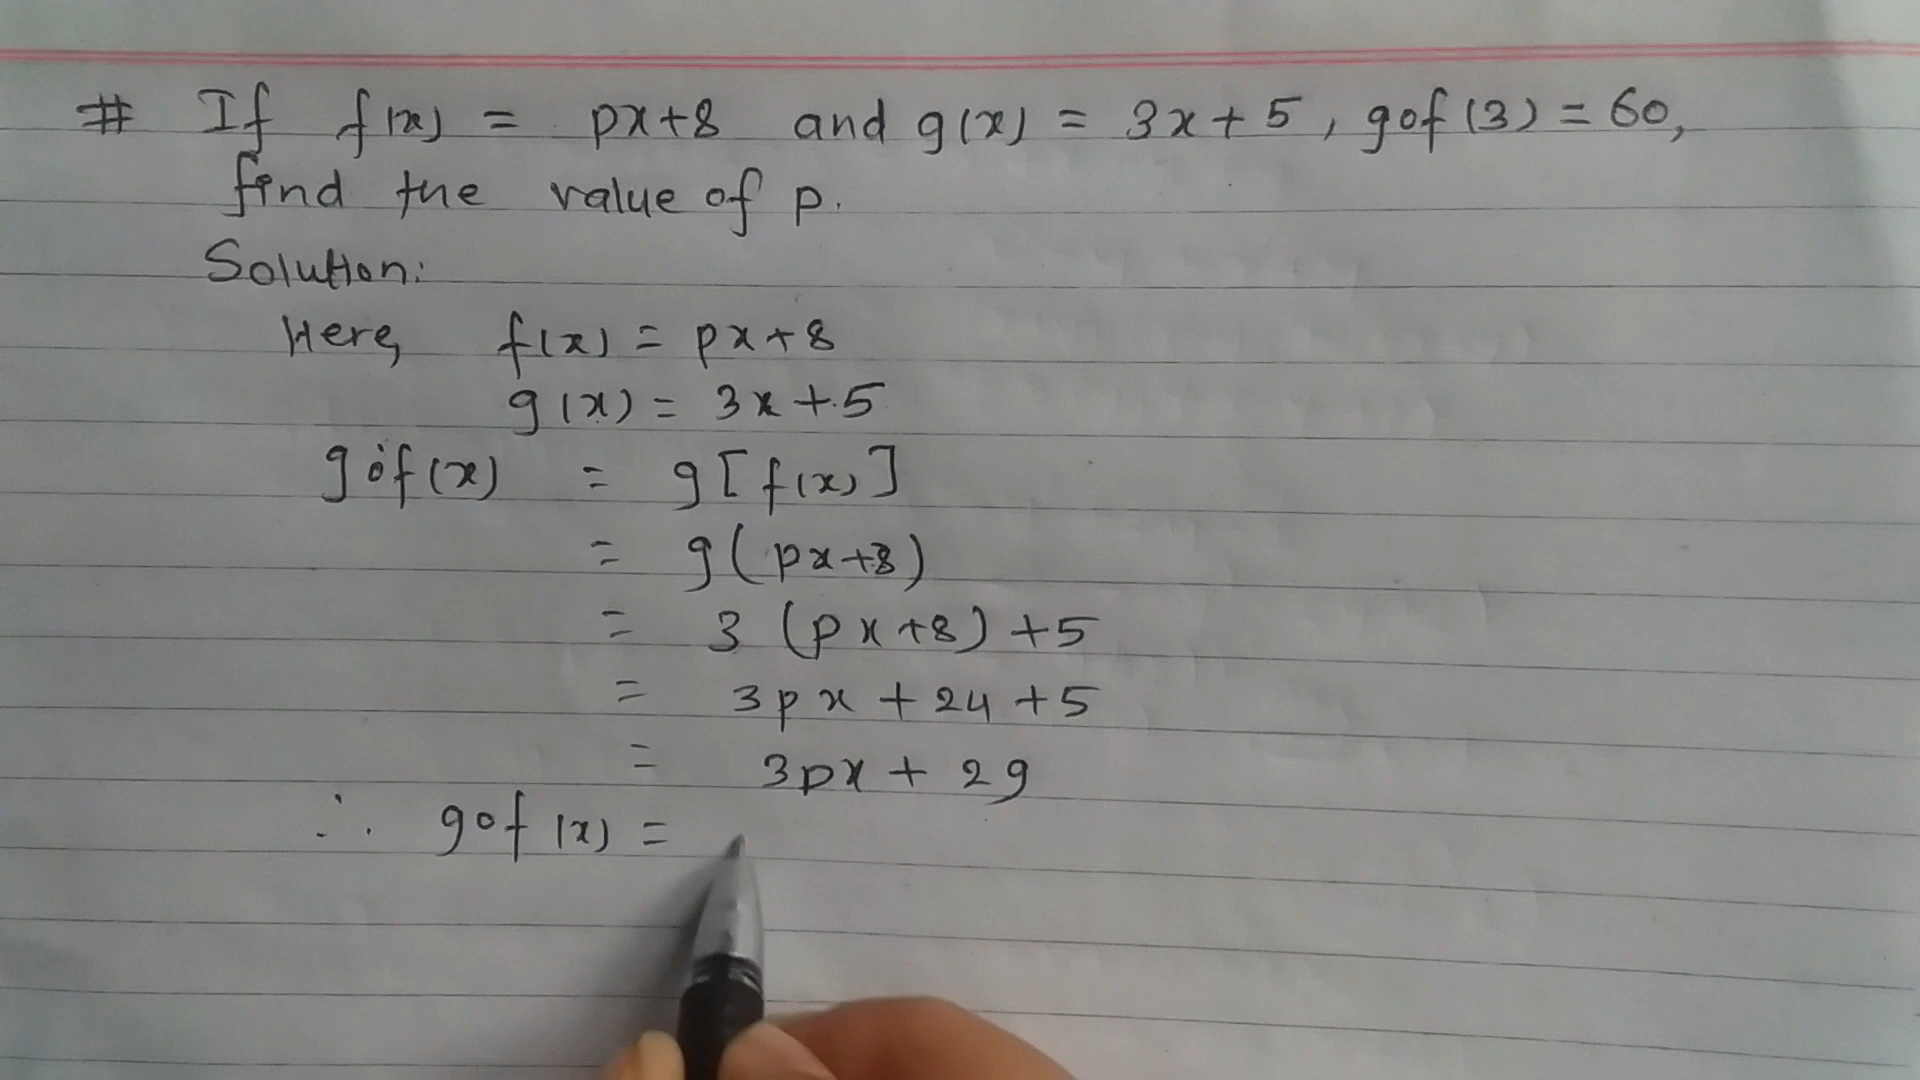 # If f(x) = px+8 and g(x) = 3x+5, gof(3) = 60,
find the value of p.
Solution:
Here, f(x) = px+8
g(x) = 3x+5
gof(x) = g[f(x)]
= g(px+8)
= 3(px+8)+5
= 3px+24+5
= 3px+29
∴ gof(x) =